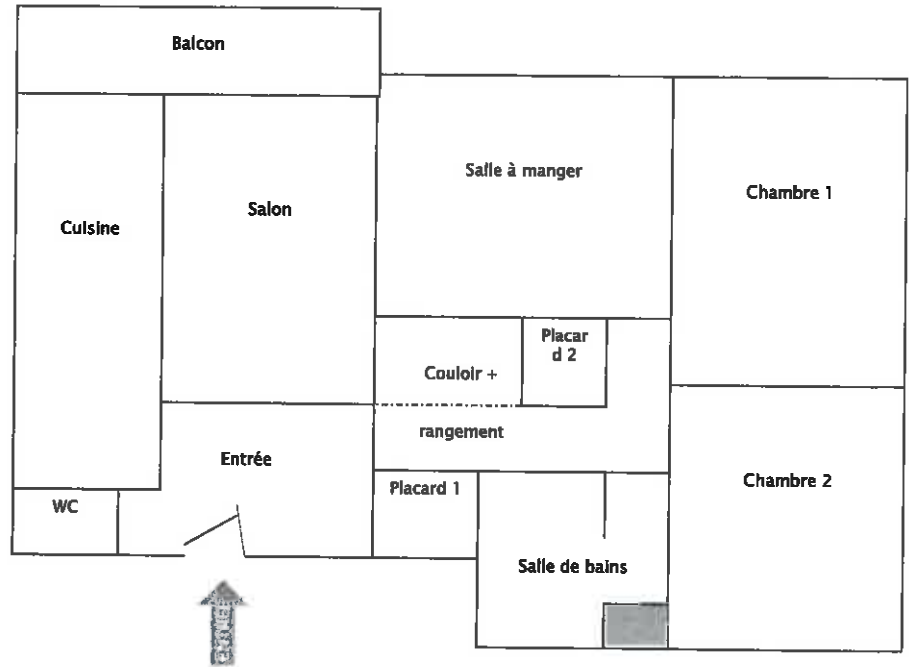 Balcon
Salle à manger
Chambre 1
Salon
Cuisine
Placar
d 2
Couloir +
rangement
Entrée
Chambre 2
Placard 1
WC
Salle de bains